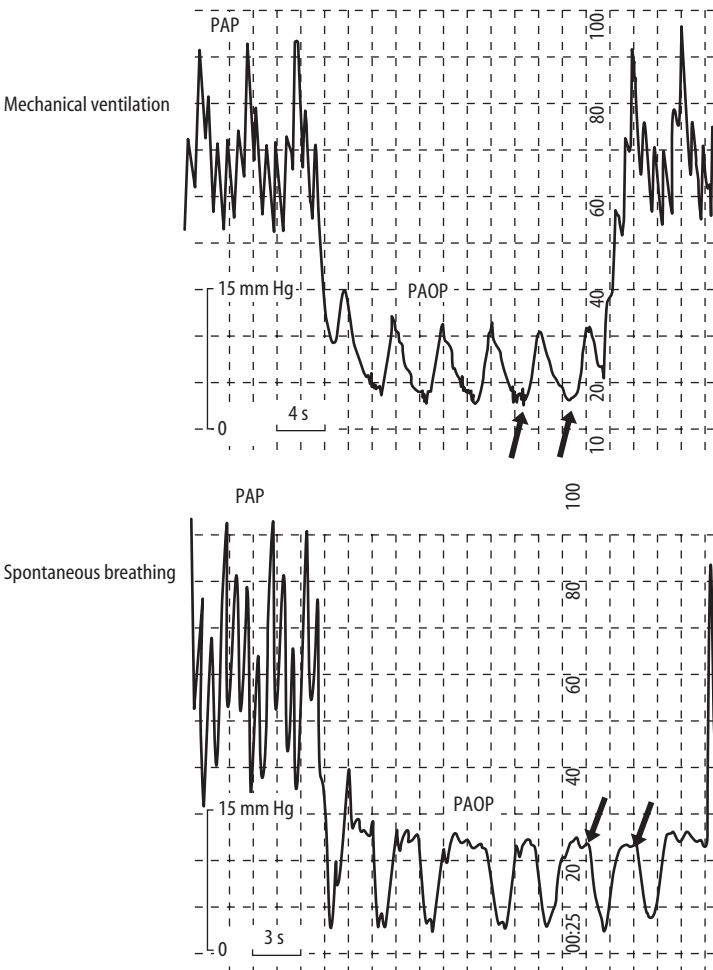 PAP
100
Mechanical ventilation
80
60
15 mm Hg
PAOP
40
20
4 s
0
10
100
PAP
Spontaneous breathing
80
60
40
15 mm Hg
PAOP
20
00:25
3 s
0